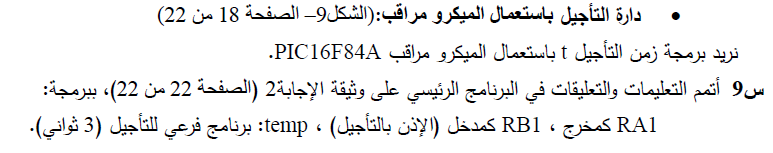 • دارة التأجيل باستعمال الميكرو مراقب:(الشكل9– الصفحة 18 من 22)
نريد برمجة زمن التأجيل t باستعمال الميكرو مراقب PIC16F84A.
س9 أتمم التعليمات والتعليقات في البرنامج الرئيسي على وثيقة الإجابة2 (الصفحة 22 من 22)، ببرمجة:
RA1 كمخرج ، RB1 كمدخل (الإذن بالتأجيل) ، temp: برنامج فرعي للتأجيل (3 ثواني).